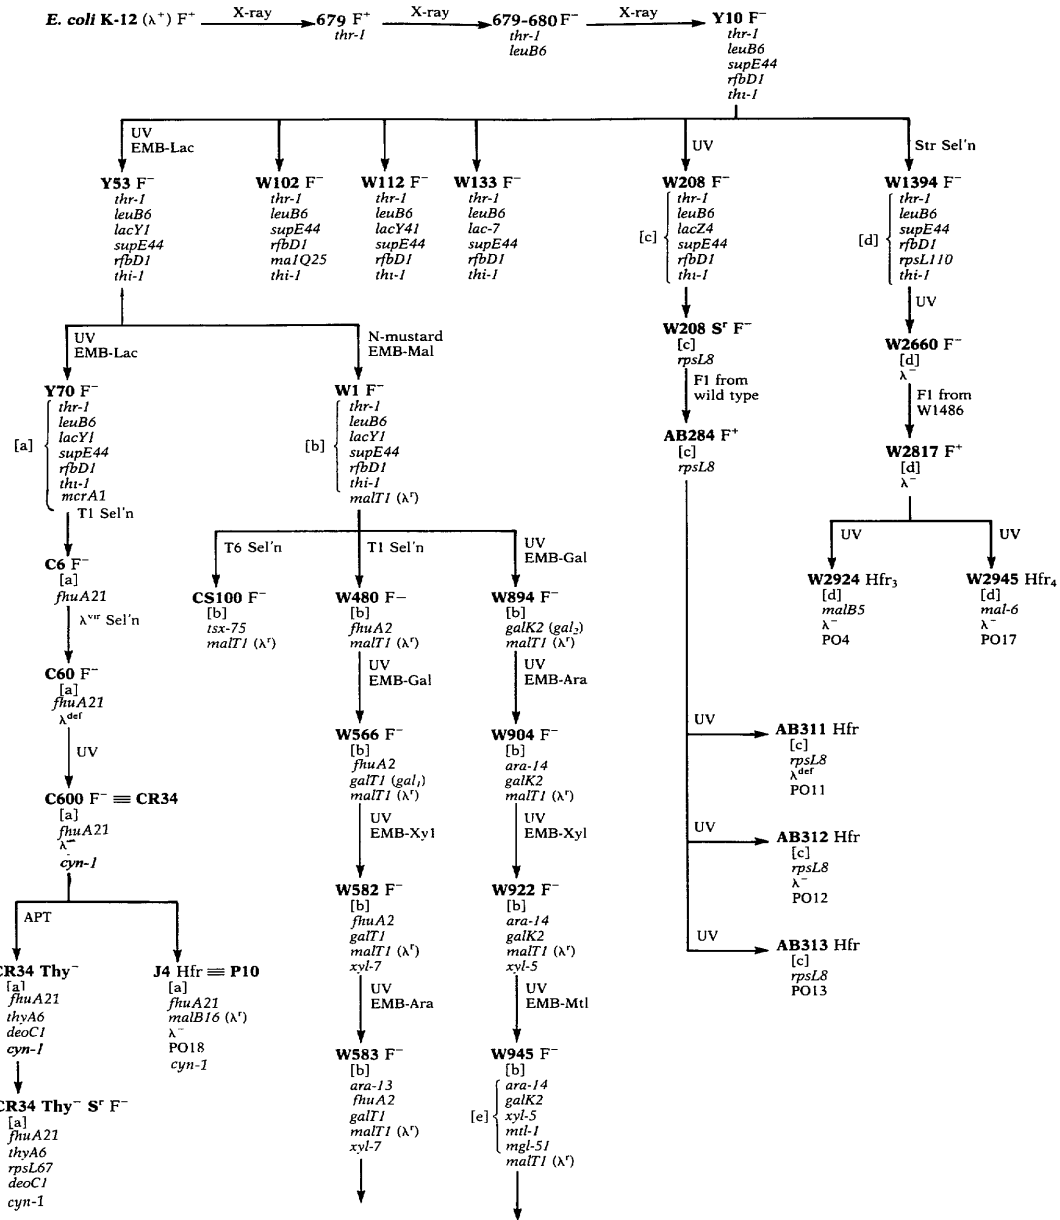 E. coli K-12 (λ⁺) F⁺
X-ray
679 F⁺
thr-1
X-ray
679-680 F⁻
thr-1
leuB6
X-ray
Y10 F⁻
thr-1
leuB6
supE44
rfbD1
thi-1
UV
EMB-Lac
UV
Str Sel'n
Y53 F⁻
thr-1
leuB6
lacY1
supE44
rfbD1
thi-1
W102 F⁻
thr-1
leuB6
supE44
rfbD1
malQ25
thi-1
W112 F⁻
thr-1
leuB6
lacY41
supE44
rfbD1
thi-1
W133 F⁻
thr-1
leuB6
lac-7
supE44
rfbD1
thi-1
W208 F⁻
[c]
thr-1
leuB6
lacZ4
supE44
rfbD1
thi-1
W1394 F⁻
[d]
thr-1
leuB6
supE44
rfbD1
rpsL110
thi-1
UV
EMB-Lac
N-mustard
EMB-Mal
Y70 F⁻
[a]
thr-1
leuB6
lacY1
supE44
rfbD1
thi-1
mcrA1
T1 Sel'n
C6 F⁻
[a]
fhuA21
λvir Sel'n
C60 F⁻
[a]
fhuA21
λdef
UV
C600 F⁻ ≡ CR34
[a]
fhuA21
λ⁻
cyn-1
APT
CR34 Thy⁻
[a]
fhuA21
thyA6
deoC1
cyn-1
CR34 Thy⁻ Sʳ F⁻
[a]
fhuA21
thyA6
rpsL67
deoC1
cyn-1
J4 Hfr ≡ P10
[a]
fhuA21
malB16 (λʳ)
λ⁻
PO18
cyn-1
W1 F⁻
[b]
thr-1
leuB6
lacY1
supE44
rfbD1
thi-1
malT1 (λʳ)
T6 Sel'n
T1 Sel'n
UV
EMB-Gal
CS100 F⁻
[b]
tsx-75
malT1 (λʳ)
W480 F−
[b]
fhuA2
malT1 (λʳ)
UV
EMB-Gal
W566 F⁻
[b]
fhuA2
galT1 (gal₁)
malT1 (λʳ)
UV
EMB-Xyl
W582 F⁻
[b]
fhuA2
galT1
malT1 (λʳ)
xyl-7
UV
EMB-Ara
W583 F⁻
[b]
ara-13
fhuA2
galT1
malT1 (λʳ)
xyl-7
W894 F⁻
[b]
galK2 (gal₂)
malT1 (λʳ)
UV
EMB-Ara
W904 F⁻
[b]
ara-14
galK2
malT1 (λʳ)
UV
EMB-Xyl
W922 F⁻
[b]
ara-14
galK2
malT1 (λʳ)
xyl-5
UV
EMB-Mtl
W945 F⁻
[b]
[e]
ara-14
galK2
xyl-5
mtl-1
mgl-51
malT1 (λʳ)
W208 Sʳ F⁻
[c]
rpsL8
F1 from
wild type
AB284 F⁺
[c]
rpsL8
UV
AB311 Hfr
[c]
rpsL8
λdef
PO11
UV
AB312 Hfr
[c]
rpsL8
λ⁻
PO12
UV
AB313 Hfr
[c]
rpsL8
PO13
UV
W2660 F⁻
[d]
λ⁻
F1 from
W1486
W2817 F⁺
[d]
λ⁻
UV
UV
W2924 Hfr₃
[d]
malB5
λ⁻
PO4
W2945 Hfr₄
[d]
mal-6
λ⁻
PO17